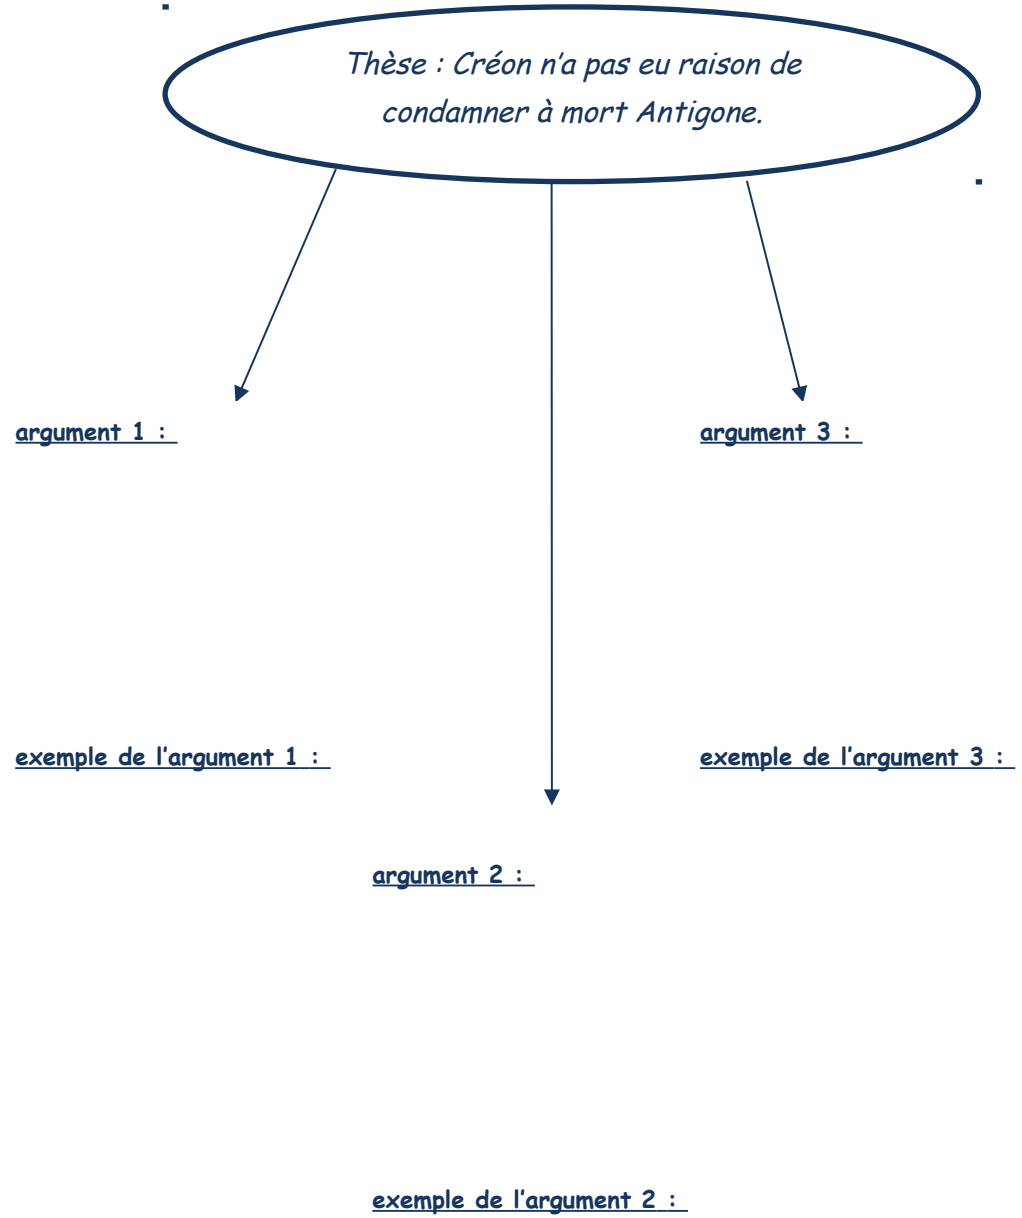 Thèse : Créon n'a pas eu raison de
condamner à mort Antigone.
argument 1 :
argument 3 :
exemple de l'argument 1 :
exemple de l'argument 3 :
argument 2 :
exemple de l'argument 2 :